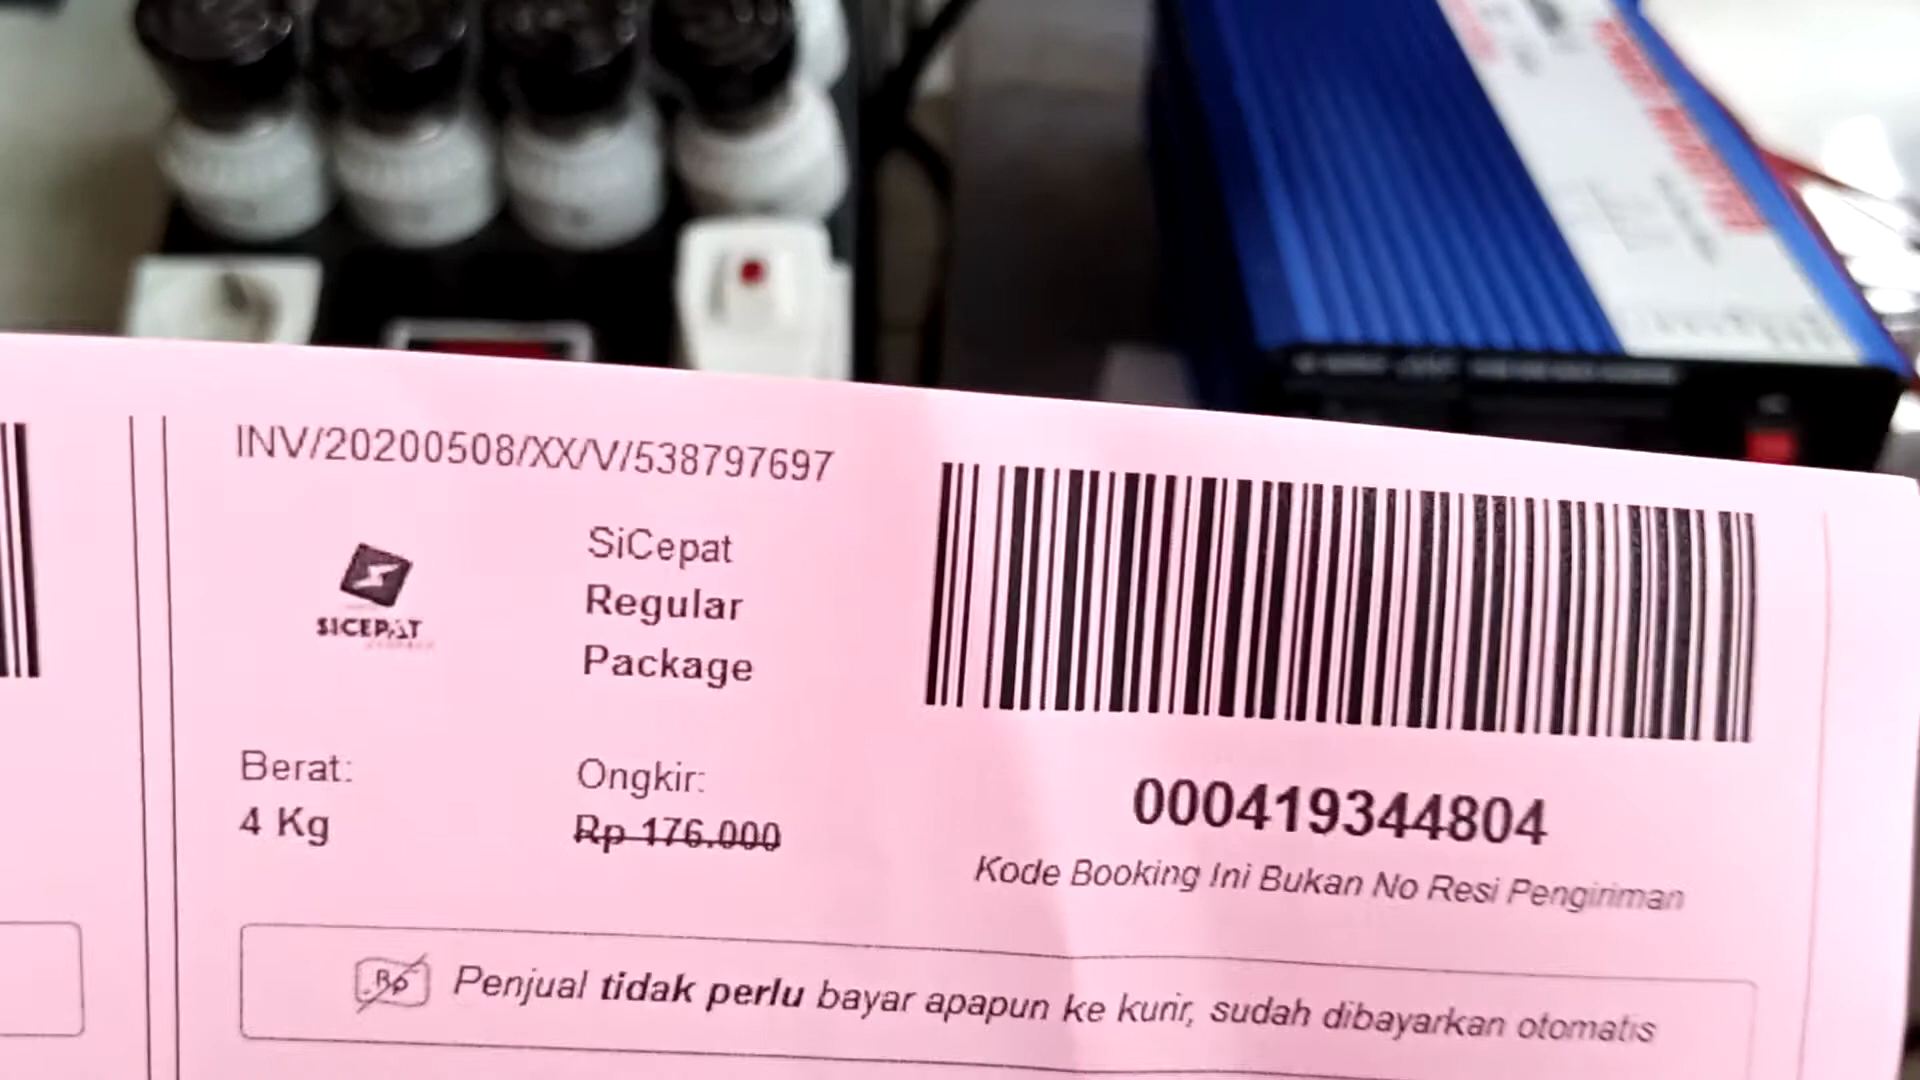 INV/20200508/XX/V/538797697
SICEPAT
SiCepat
Regular
Package
Berat:
4 Kg
Ongkir:
Rp 176.000
000419344804
Kode Booking Ini Bukan No Resi Pengiriman
Rp
Penjual tidak perlu bayar apapun ke kurir, sudah dibayarkan otomatis